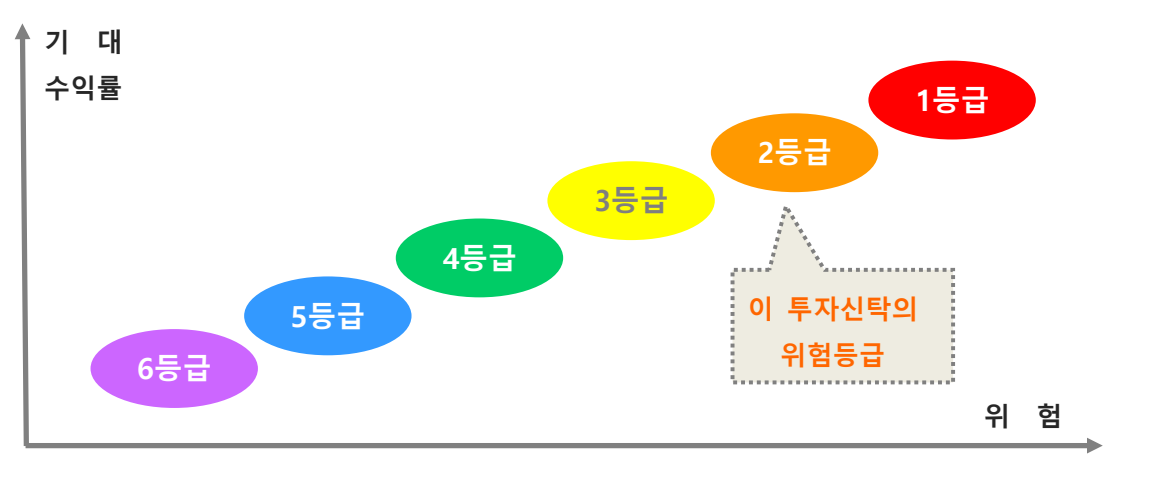 기 대
수익률
1등급
2등급
3등급
4등급
5등급
6등급
이 투자신탁의
위험등급
위 험